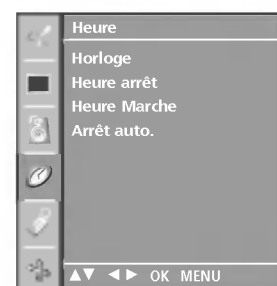 Heure
Horloge
Heure arrêt
Heure Marche
Arrêt auto.
▲▼ ◄► OK MENU